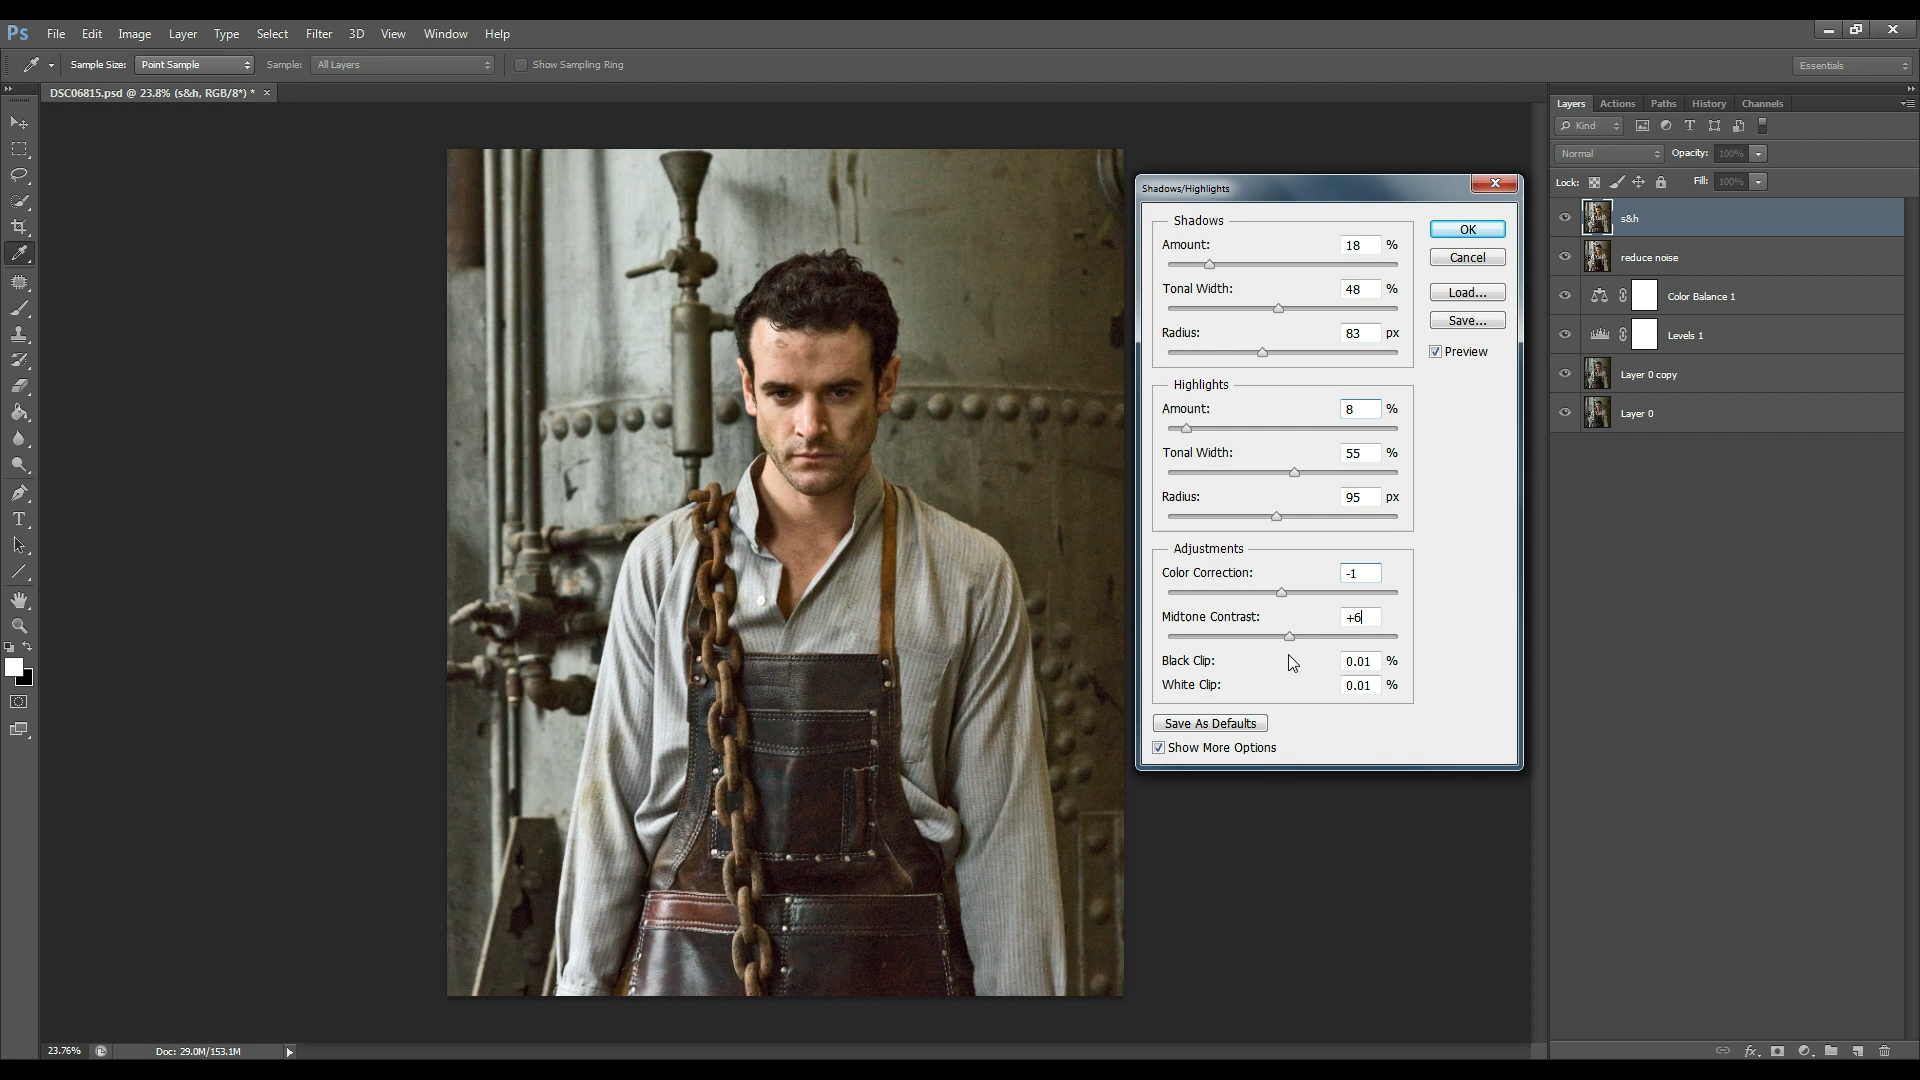 Ps File Edit Image Layer Type Select Filter 3D View Window Help
Sample Size: Point Sample Sample: All Layers Show Sampling Ring Essentials
DSC06815.psd @ 23.8% (s&h, RGB/8*) * ×
Layers Actions Paths History Channels
Kind
Normal Opacity: 100%
Lock: Fill: 100%
s&h
reduce noise
Color Balance 1
Levels 1
Layer 0 copy
Layer 0
Shadows/Highlights
Shadows
Amount: 18 %
Tonal Width: 48 %
Radius: 83 px
Highlights
Amount: 8 %
Tonal Width: 55 %
Radius: 95 px
Adjustments
Color Correction: -1
Midtone Contrast: +6
Black Clip: 0.01 %
White Clip: 0.01 %
Save As Defaults
Show More Options
OK
Cancel
Load...
Save...
Preview
23.76% Doc: 29.0M/153.1M
fx